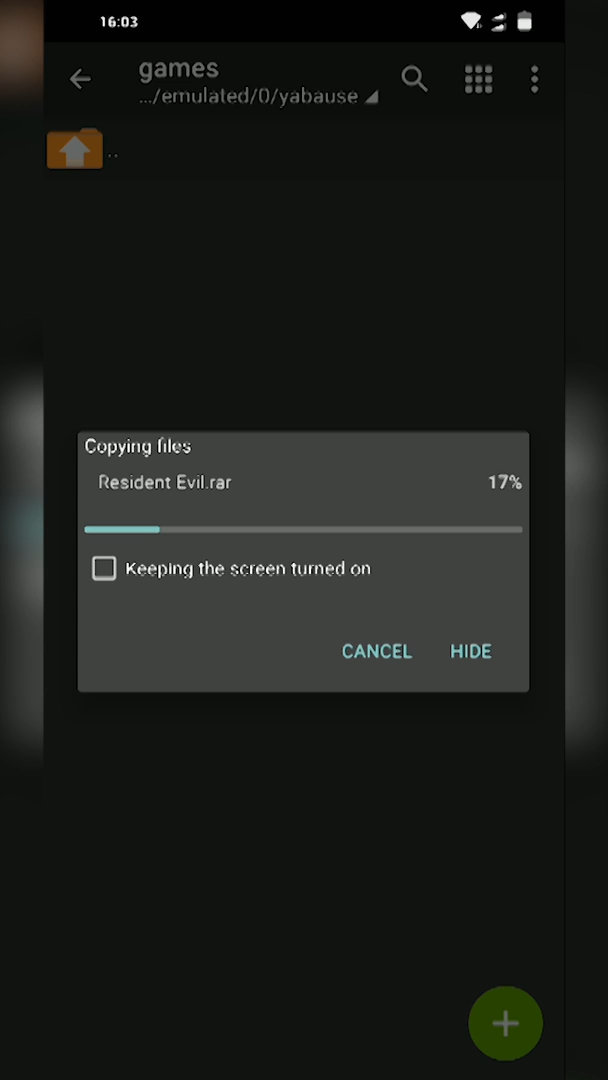 16:03
games
.../emulated/0/yabause
..
Copying files
Resident Evil.rar 17%
Keeping the screen turned on
CANCEL HIDE